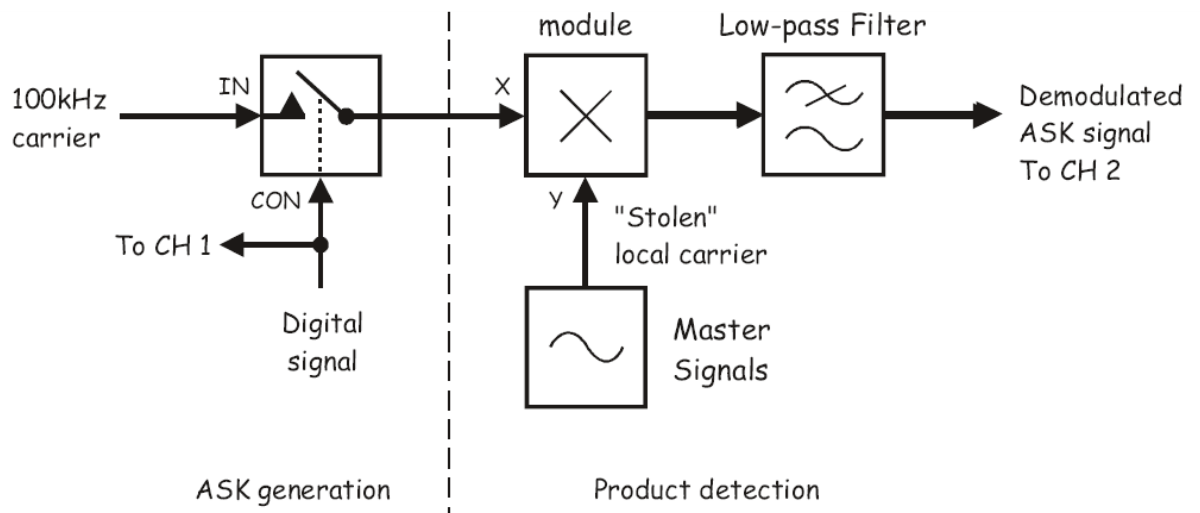 module
Low-pass Filter
100kHz
carrier
IN
X
Demodulated
ASK signal
To CH 2
CON
Y
To CH 1
"Stolen"
local carrier
Digital
signal
Master
Signals
ASK generation
Product detection